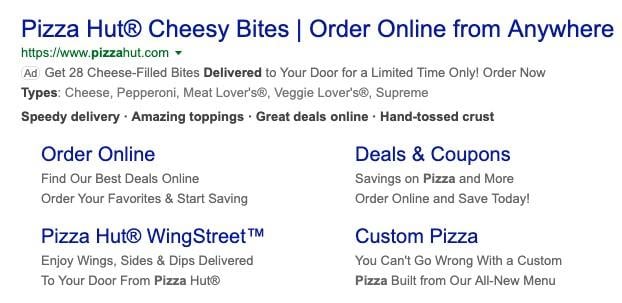 Pizza Hut® Cheesy Bites | Order Online from Anywhere
https://www.pizzahut.com
Ad Get 28 Cheese-Filled Bites Delivered to Your Door for a Limited Time Only! Order Now
Types: Cheese, Pepperoni, Meat Lover's®, Veggie Lover's®, Supreme
Speedy delivery · Amazing toppings · Great deals online · Hand-tossed crust
Order Online
Find Our Best Deals Online
Order Your Favorites & Start Saving
Deals & Coupons
Savings on Pizza and More
Order Online and Save Today!
Pizza Hut® WingStreet™
Enjoy Wings, Sides & Dips Delivered
To Your Door From Pizza Hut®
Custom Pizza
You Can't Go Wrong With a Custom
Pizza Built from Our All-New Menu